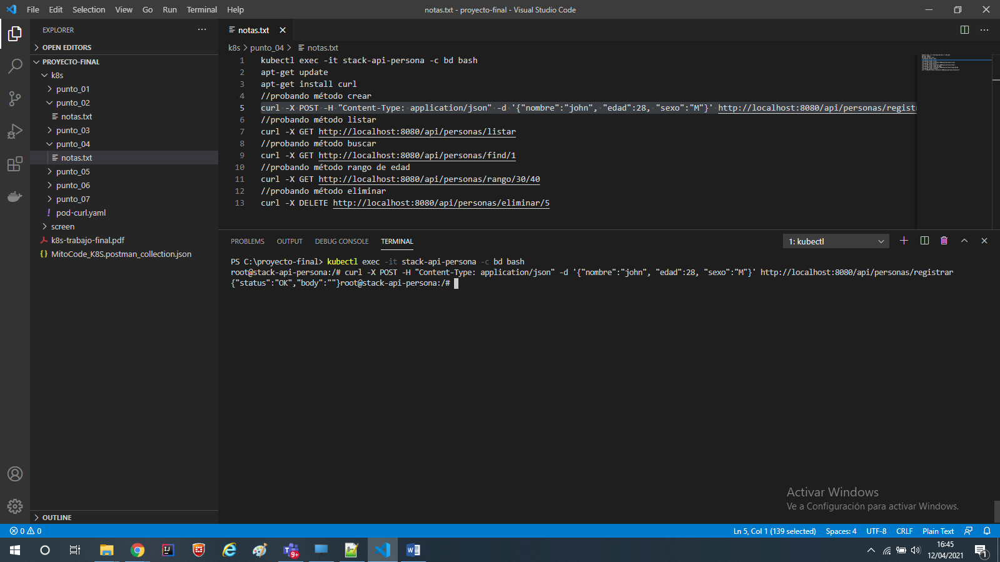 File Edit Selection View Go Run Terminal Help
notas.txt - proyecto-final - Visual Studio Code
EXPLORER
OPEN EDITORS
PROYECTO-FINAL
k8s
punto_01
punto_02
notas.txt
punto_03
punto_04
notas.txt
punto_05
punto_06
punto_07
pod-curl.yaml
screen
k8s-trabajo-final.pdf
MitoCode_K8S.postman_collection.json
OUTLINE
notas.txt
k8s > punto_04 > notas.txt
1 kubectl exec -it stack-api-persona -c bd bash
2 apt-get update
3 apt-get install curl
4 //probando método crear
5 curl -X POST -H "Content-Type: application/json" -d '{"nombre":"john", "edad":28, "sexo":"M"}' http://localhost:8080/api/personas/regist
6 //probando método listar
7 curl -X GET http://localhost:8080/api/personas/listar
8 //probando método buscar
9 curl -X GET http://localhost:8080/api/personas/find/1
10 //probando método rango de edad
11 curl -X GET http://localhost:8080/api/personas/rango/30/40
12 //probando método eliminar
13 curl -X DELETE http://localhost:8080/api/personas/eliminar/5
PROBLEMS OUTPUT DEBUG CONSOLE TERMINAL
1: kubectl
PS C:\proyecto-final> kubectl exec -it stack-api-persona -c bd bash
root@stack-api-persona:/# curl -X POST -H "Content-Type: application/json" -d '{"nombre":"john", "edad":28, "sexo":"M"}' http://localhost:8080/api/personas/registrar
{"status":"OK","body":""}root@stack-api-persona:/#
Activar Windows
Ve a Configuración para activar Windows.
0 0
Ln 5, Col 1 (139 selected) Spaces: 4 UTF-8 CRLF Plain Text
9+
16:45
12/04/2021
1